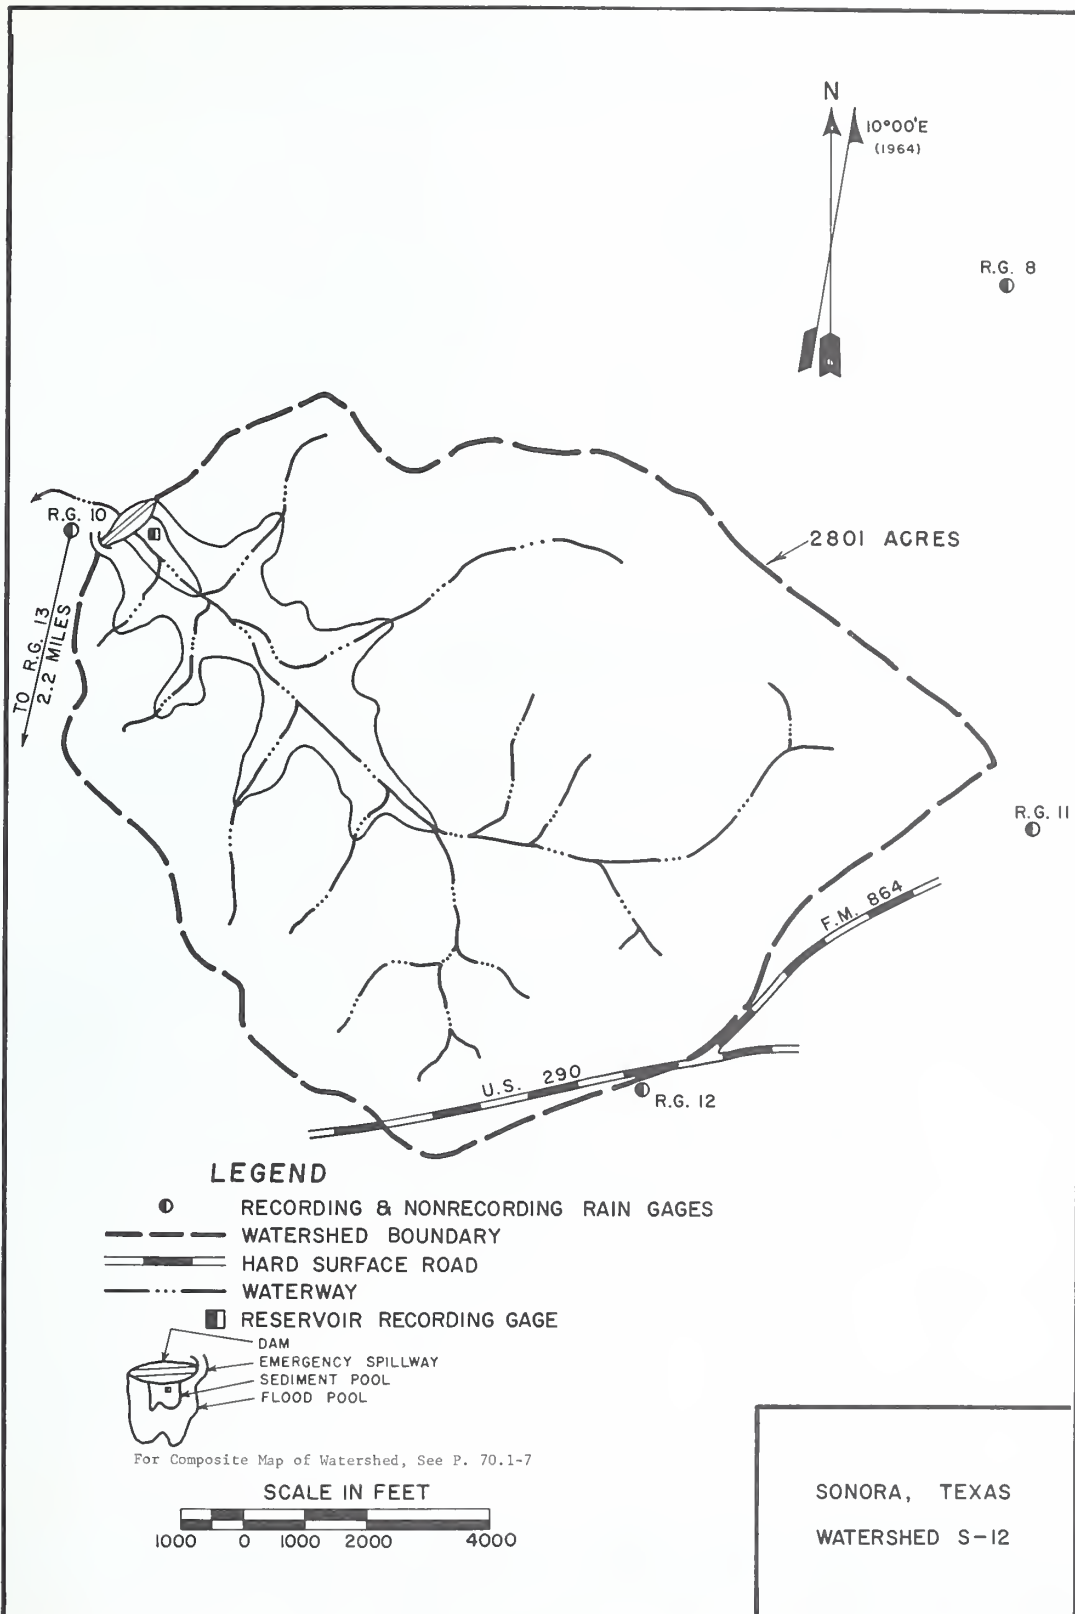 N
10°00'E
(1964)
R.G. 8
R.G. 10
2801 ACRES
TO R.G. 13
2.2 MILES
R.G. 11
F.M. 864
U.S. 290
R.G. 12
LEGEND
RECORDING & NONRECORDING RAIN GAGES
WATERSHED BOUNDARY
HARD SURFACE ROAD
WATERWAY
RESERVOIR RECORDING GAGE
DAM
EMERGENCY SPILLWAY
SEDIMENT POOL
FLOOD POOL
For Composite Map of Watershed, See P. 70.1-7
SCALE IN FEET
1000 0 1000 2000 4000
SONORA, TEXAS
WATERSHED S-12